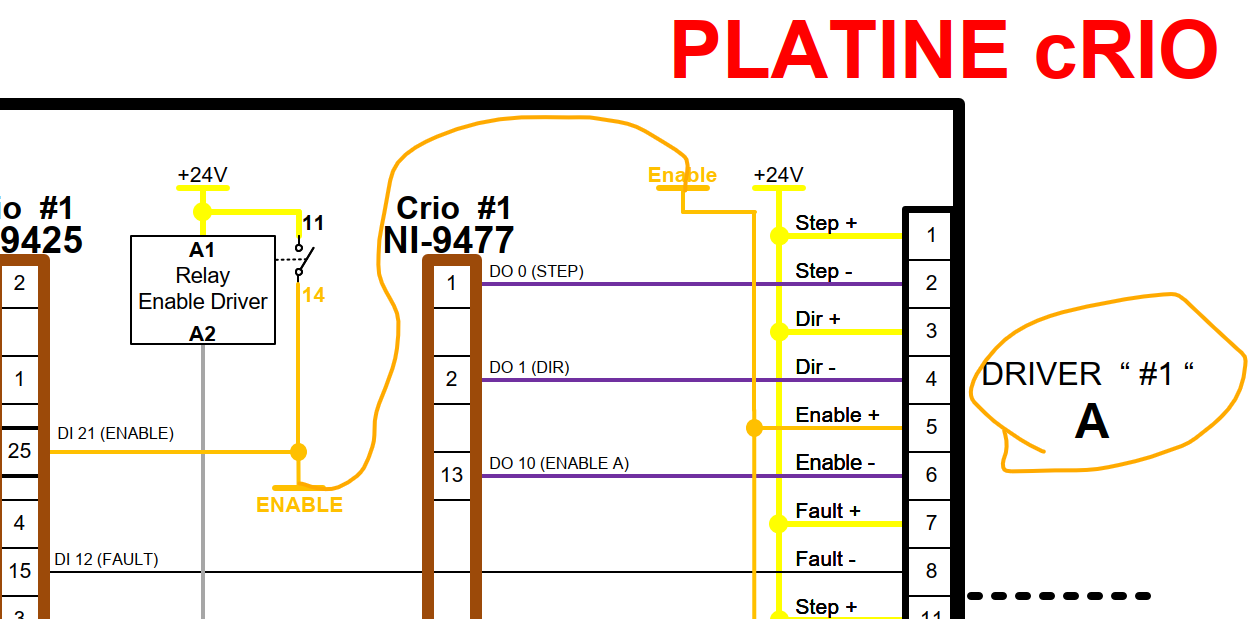 PLATINE cRIO
+24V
Enable
+24V
io #1
9425
11
Crio #1
NI-9477
A1
Relay
Enable Driver
A2
14
2
1
25
4
15
3
DI 21 (ENABLE)
ENABLE
DI 12 (FAULT)
1
2
13
DO 0 (STEP)
DO 1 (DIR)
DO 10 (ENABLE A)
Step + 1
Step - 2
Dir + 3
Dir - 4
Enable + 5
Enable - 6
Fault + 7
Fault - 8
Step + 11
DRIVER “ #1 “
A